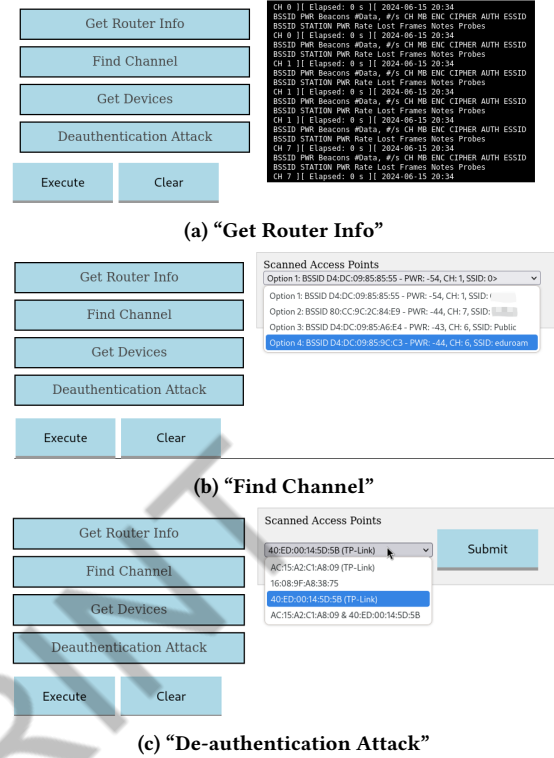 Get Router Info
Find Channel
Get Devices
Deauthentication Attack
Execute
Clear
CH 0 ][ Elapsed: 0 s ][ 2024-06-15 20:34
BSSID PWR Beacons #Data, #/s CH MB ENC CIPHER AUTH ESSID
BSSID STATION PWR Rate Lost Frames Notes Probes
CH 0 ][ Elapsed: 0 s ][ 2024-06-15 20:34
BSSID PWR Beacons #Data, #/s CH MB ENC CIPHER AUTH ESSID
BSSID STATION PWR Rate Lost Frames Notes Probes
CH 1 ][ Elapsed: 0 s ][ 2024-06-15 20:34
BSSID PWR Beacons #Data, #/s CH MB ENC CIPHER AUTH ESSID
BSSID STATION PWR Rate Lost Frames Notes Probes
CH 1 ][ Elapsed: 0 s ][ 2024-06-15 20:34
BSSID PWR Beacons #Data, #/s CH MB ENC CIPHER AUTH ESSID
BSSID STATION PWR Rate Lost Frames Notes Probes
CH 1 ][ Elapsed: 0 s ][ 2024-06-15 20:34
BSSID PWR Beacons #Data, #/s CH MB ENC CIPHER AUTH ESSID
BSSID STATION PWR Rate Lost Frames Notes Probes
CH 7 ][ Elapsed: 0 s ][ 2024-06-15 20:34
BSSID PWR Beacons #Data, #/s CH MB ENC CIPHER AUTH ESSID
BSSID STATION PWR Rate Lost Frames Notes Probes
CH 7 ][ Elapsed: 0 s ][ 2024-06-15 20:34
(a) "Get Router Info"
Get Router Info
Find Channel
Get Devices
Deauthentication Attack
Execute
Clear
Scanned Access Points
Option 1: BSSID D4:DC:09:85:85:55 - PWR: -54, CH: 1, SSID: 0>
Option 1: BSSID D4:DC:09:85:85:55 - PWR: -54, CH: 1, SSID:
Option 2: BSSID 80:CC:9C:2C:84:E9 - PWR: -44, CH: 7, SSID:
Option 3: BSSID D4:DC:09:85:A6:E4 - PWR: -43, CH: 6, SSID: Public
Option 4: BSSID D4:DC:09:85:9C:C3 - PWR: -44, CH: 6, SSID: eduroam
(b) "Find Channel"
Get Router Info
Find Channel
Get Devices
Deauthentication Attack
Execute
Clear
Scanned Access Points
40:ED:00:14:5D:5B (TP-Link)
Submit
AC:15:A2:C1:A8:09 (TP-Link)
16:08:9F:A8:38:75
40:ED:00:14:5D:5B (TP-Link)
AC:15:A2:C1:A8:09 & 40:ED:00:14:5D:5B
(c) "De-authentication Attack"